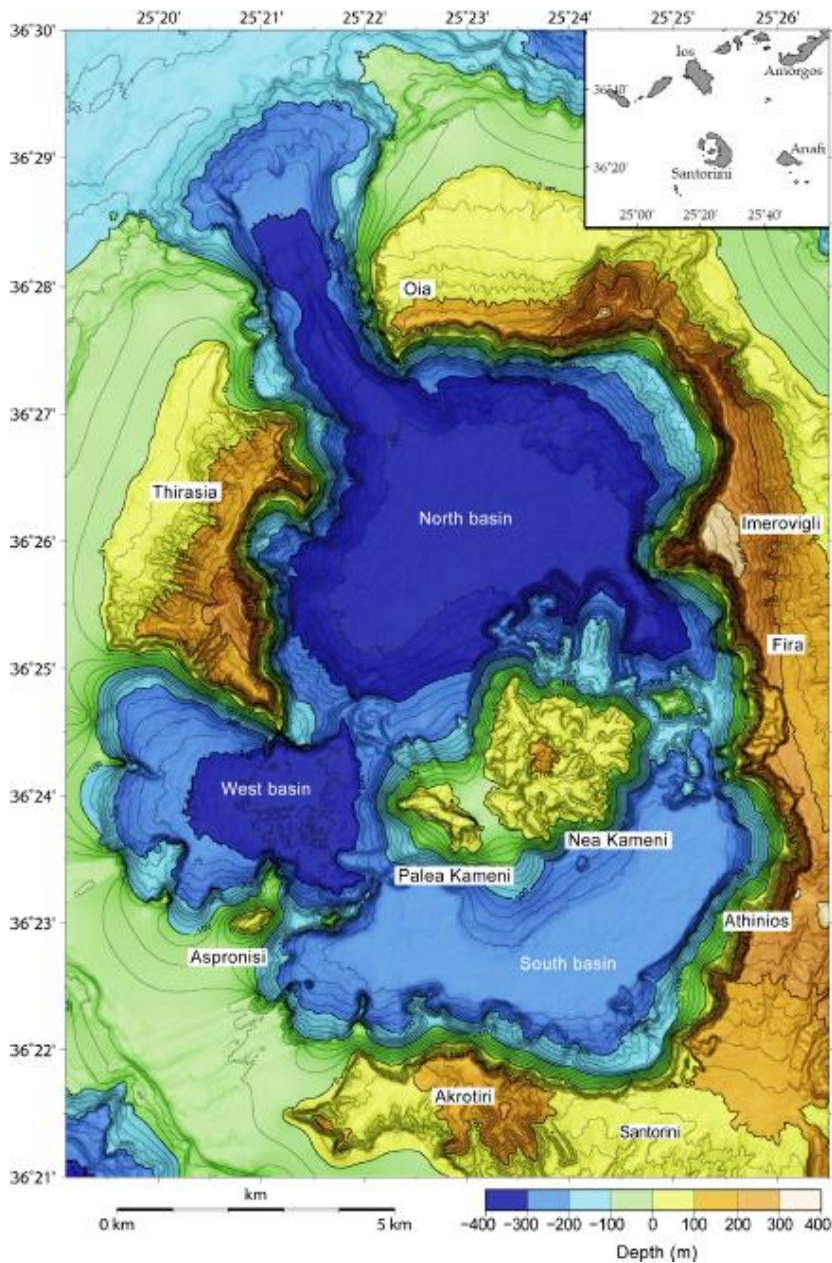 25°20' 25°21' 25°22' 25°23' 25°24' 25°25' 25°26'
36°30'
Ios
Amorgos
36°40'
36°29'
Anafi
36°20'
Santorini
25°00' 25°20' 25°40'
36°28'
Oia
36°27'
Thirasia
North basin
Imerovigli
36°26'
Fira
36°25'
West basin
36°24'
Nea Kameni
Palea Kameni
36°23'
Athinios
Aspronisi
South basin
36°22'
Akrotiri
Santorini
36°21'
km
0 km 5 km
−400 −300 −200 −100 0 100 200 300 400
Depth (m)